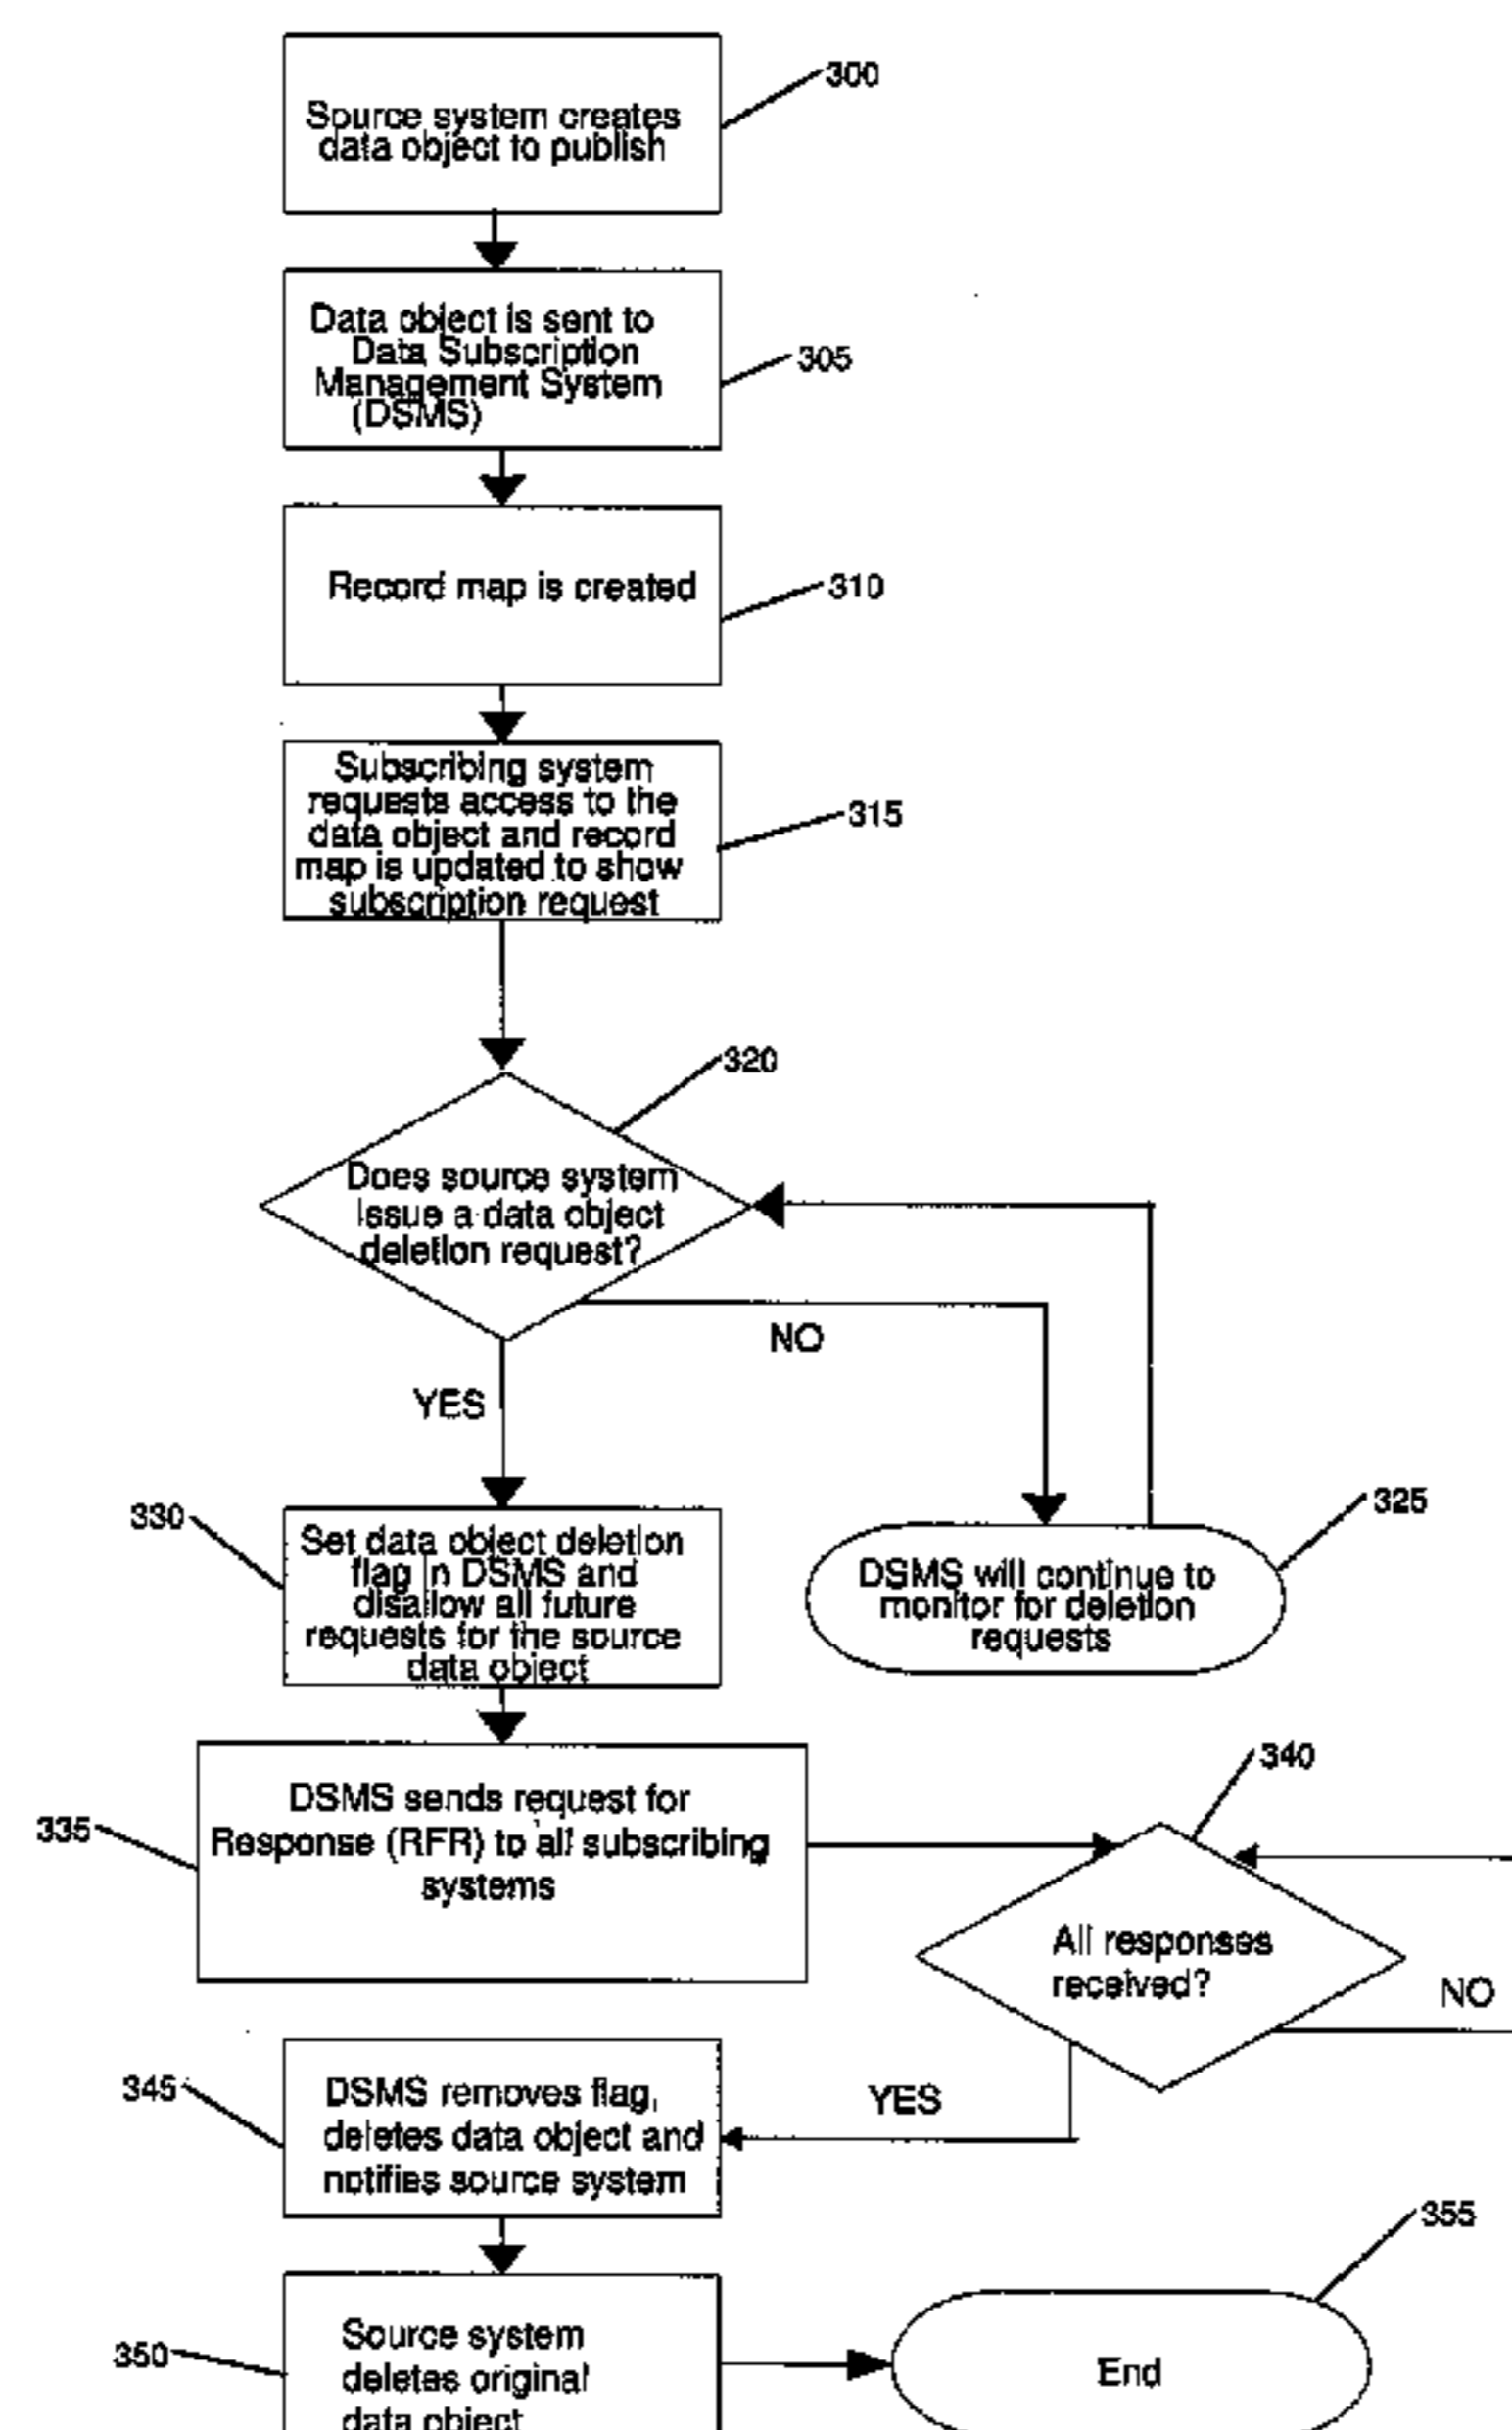 300
Source system creates
data object to publish
Data object is sent to
Data Subscription
Management System
(DSMS)
305
Record map is created
310
Subscribing system
requests access to the
data object and record
map is updated to show
subscription request
315
320
Does source system
issue a data object
deletion request?
NO
YES
330
Set data object deletion
flag in DSMS and
disallow all future
requests for the source
data object
325
DSMS will continue to
monitor for deletion
requests
335
DSMS sends request for
Response (RFR) to all subscribing
systems
340
All responses
received?
NO
345
DSMS removes flag,
deletes data object and
notifies source system
YES
355
350
Source system
deletes original
data object
End